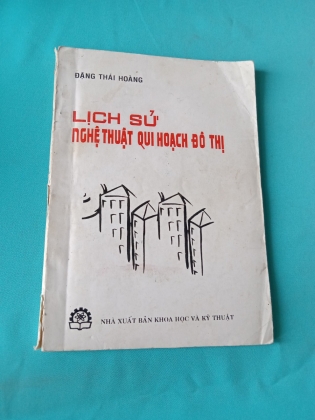 ĐẶNG THÁI HOÀNG
LỊCH SỬ
NGHỆ THUẬT QUI HOẠCH ĐÔ THỊ
NHÀ XUẤT BẢN KHOA HỌC VÀ KỸ THUẬT